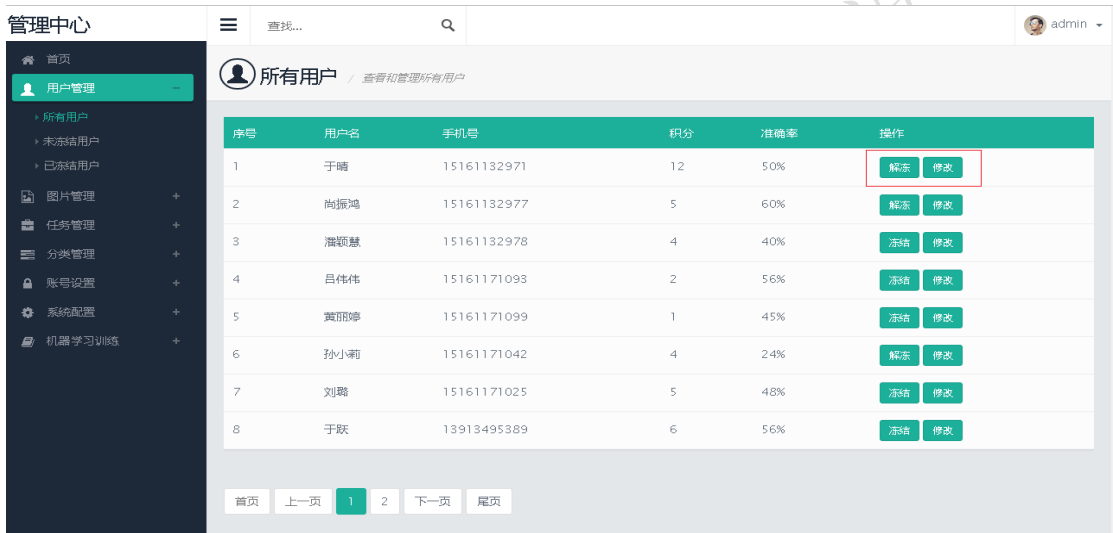 管理中心
查找...
admin
首页
用户管理
所有用户
未冻结用户
已冻结用户
图片管理
任务管理
分类管理
账号设置
系统配置
机器学习训练
所有用户 / 查看和管理所有用户
序号 用户名 手机号 积分 准确率 操作
1 于晴 15161132971 12 50% 解冻 修改
2 尚振鸿 15161132977 5 60% 解冻 修改
3 潘颖慧 15161132978 4 40% 冻结 修改
4 吕伟伟 15161171093 2 56% 冻结 修改
5 黄丽婷 15161171099 1 45% 冻结 修改
6 孙小莉 15161171042 4 24% 解冻 修改
7 刘璐 15161171025 5 48% 冻结 修改
8 于跃 13913495389 6 56% 冻结 修改
首页 上一页 1 2 下一页 尾页